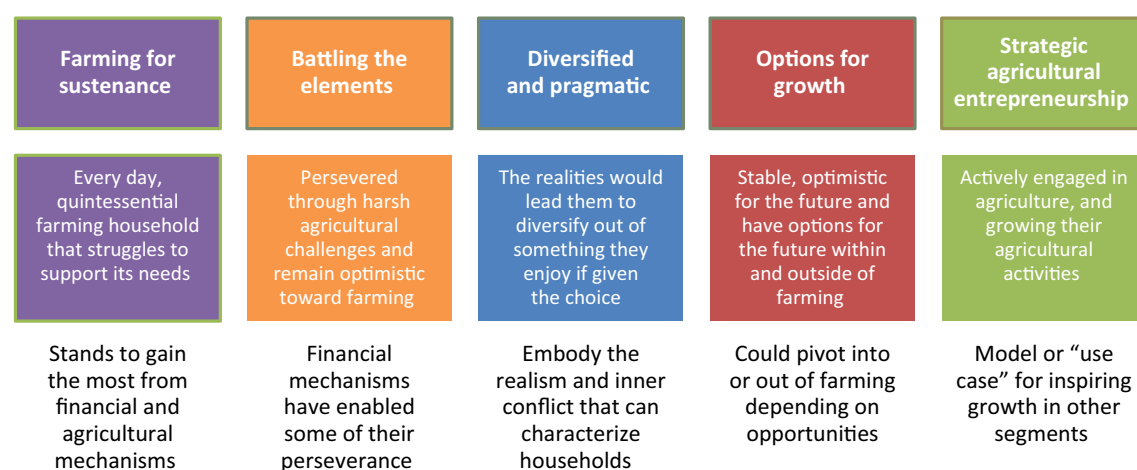 Farming for
sustenance
Battling the
elements
Diversified
and pragmatic
Options for
growth
Strategic
agricultural
entrepreneurship
Every day,
quintessential
farming household
that struggles to
support its needs
Persevered
through harsh
agricultural
challenges and
remain optimistic
toward farming
The realities would
lead them to
diversify out of
something they
enjoy if given
the choice
Stable, optimistic
for the future and
have options for
the future within
and outside of
farming
Actively engaged in
agriculture, and
growing their
agricultural
activities
Stands to gain
the most from
financial and
agricultural
mechanisms
Financial
mechanisms
have enabled
some of their
perseverance
Embody the
realism and inner
conflict that can
characterize
households
Could pivot into
or out of farming
depending on
opportunities
Model or “use
case” for inspiring
growth in other
segments